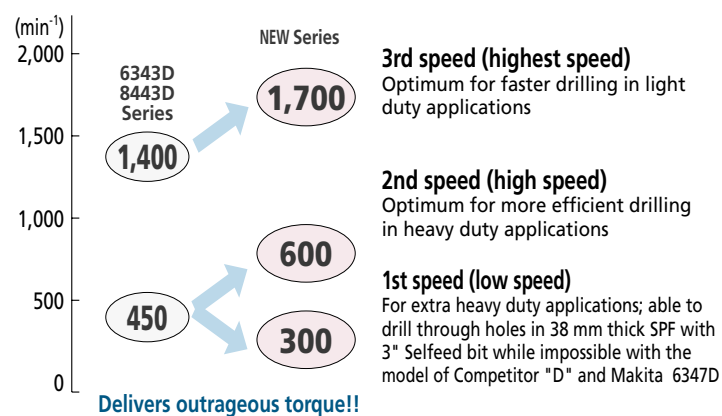 (min-1)
2,000
1,500
1,000
500
0
6343D
8443D
Series
1,400
450
NEW Series
1,700
600
300
3rd speed (highest speed)
Optimum for faster drilling in light
duty applications
2nd speed (high speed)
Optimum for more efficient drilling
in heavy duty applications
1st speed (low speed)
For extra heavy duty applications; able to
drill through holes in 38 mm thick SPF with
3" Selfeed bit while impossible with the
model of Competitor "D" and Makita 6347D
Delivers outrageous torque!!